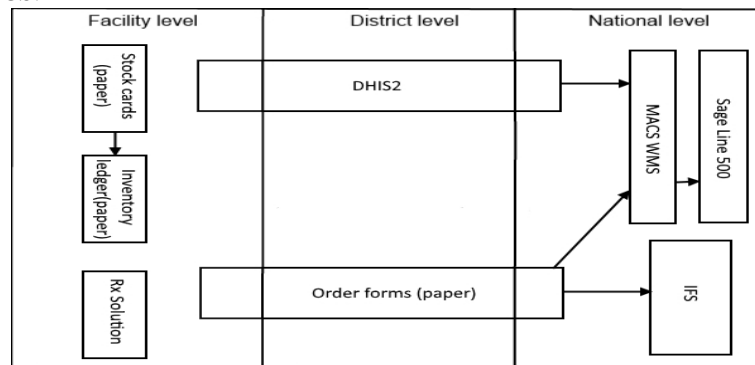 Facility level
District level
National level
Stock cards
(paper)
DHIS2
MACS WMS
Sage Line 500
Inventory
ledger(paper)
Rx Solution
Order forms (paper)
IFS